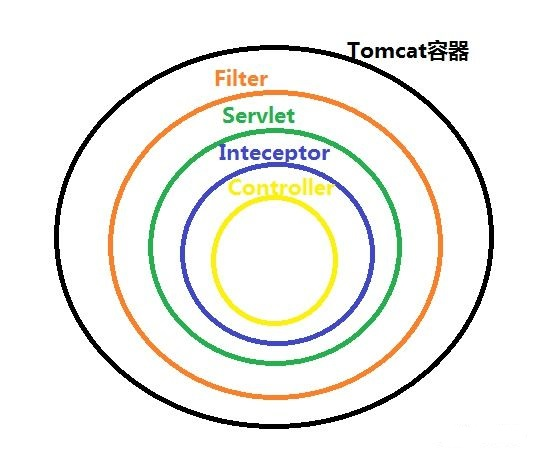 Tomcat容器
Filter
Servlet
Inteceptor
Controller